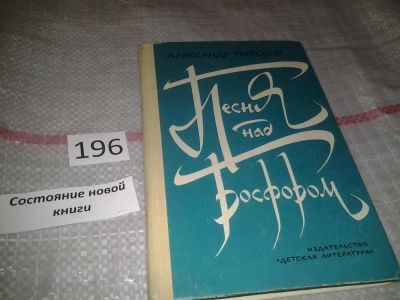 АЛЕКСАНДР ТВЕРСКОЙ
Песня
над
Босфором
ИЗДАТЕЛЬСТВО
"ДЕТСКАЯ ЛИТЕРАТУРА"
196
Состояние новой
книги